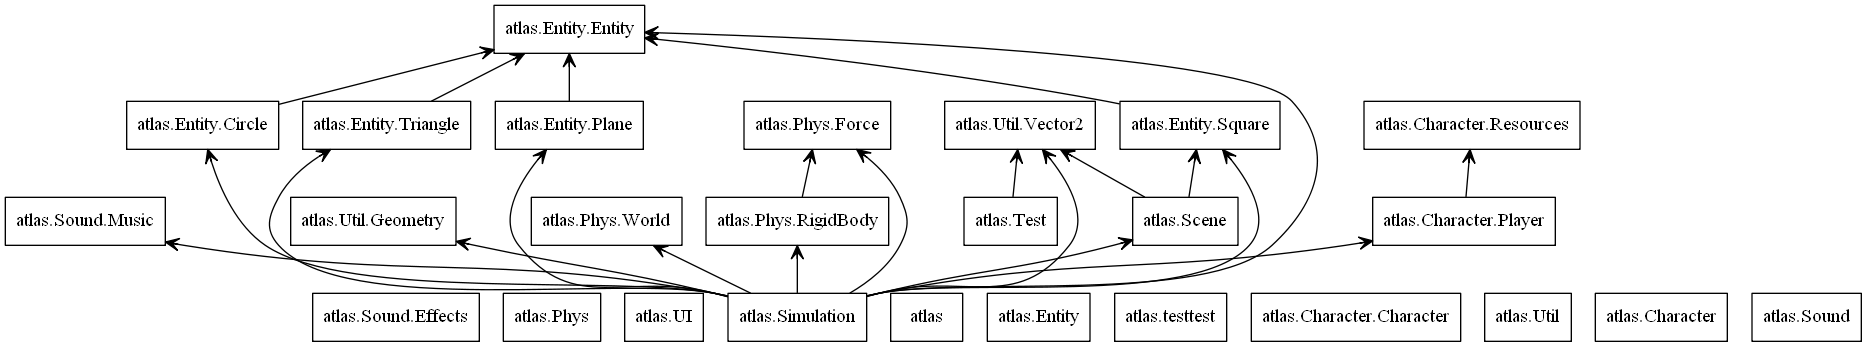 atlas.Entity.Entity
atlas.Entity.Circle
atlas.Entity.Triangle
atlas.Entity.Plane
atlas.Phys.Force
atlas.Util.Vector2
atlas.Entity.Square
atlas.Character.Resources
atlas.Sound.Music
atlas.Util.Geometry
atlas.Phys.World
atlas.Phys.RigidBody
atlas.Test
atlas.Scene
atlas.Character.Player
atlas.Sound.Effects
atlas.Phys
atlas.UI
atlas.Simulation
atlas
atlas.Entity
atlas.testtest
atlas.Character.Character
atlas.Util
atlas.Character
atlas.Sound